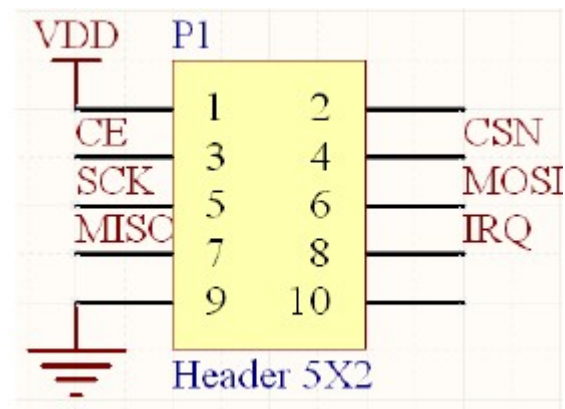 VDD P1
1 2
CE CSN
3 4
SCK MOSI
5 6
MISO IRQ
7 8
9 10
Header 5X2